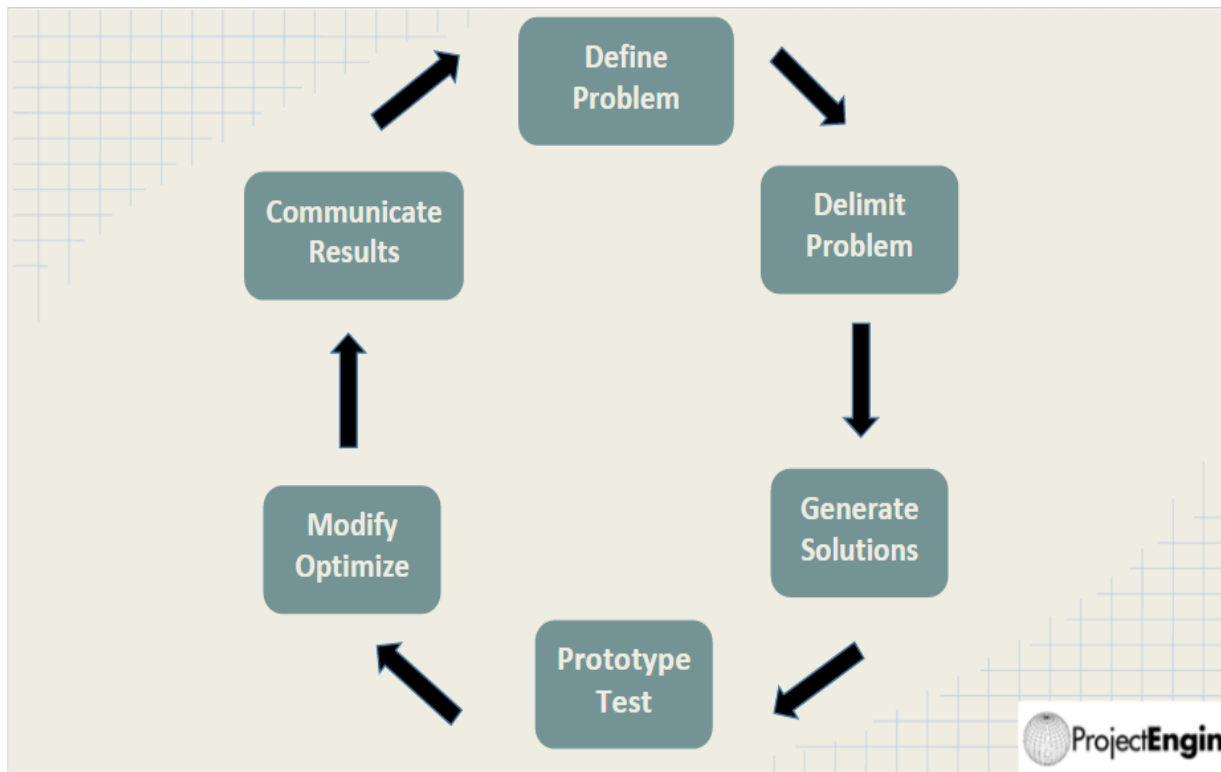 Define
Problem
Delimit
Problem
Generate
Solutions
Prototype
Test
Modify
Optimize
Communicate
Results
ProjectEngin